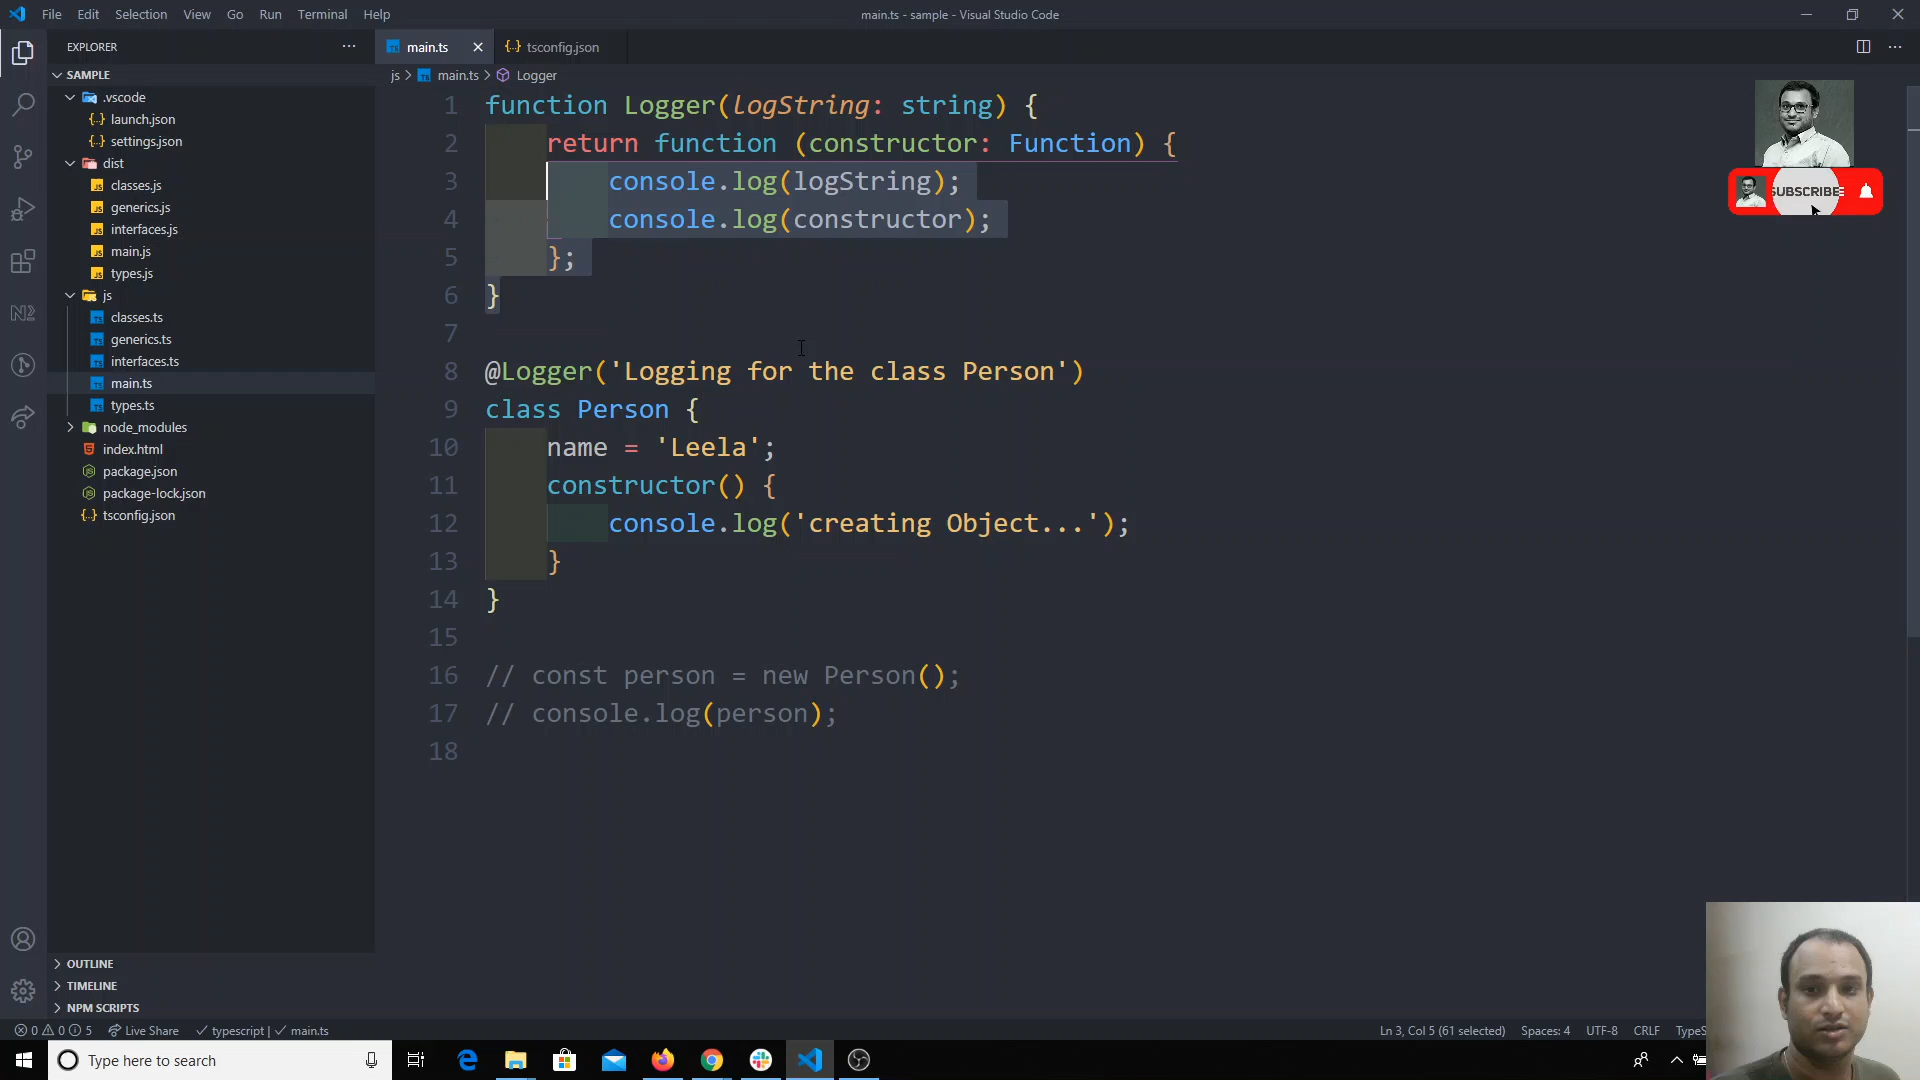 File Edit Selection View Go Run Terminal Help
main.ts - sample - Visual Studio Code
EXPLORER
main.ts
tsconfig.json
SAMPLE
js > main.ts > Logger
.vscode
launch.json
settings.json
dist
classes.js
generics.js
interfaces.js
main.js
types.js
js
classes.ts
generics.ts
interfaces.ts
main.ts
types.ts
node_modules
index.html
package.json
package-lock.json
tsconfig.json
OUTLINE
TIMELINE
NPM SCRIPTS
1 function Logger(logString: string) {
2 return function (constructor: Function) {
3 console.log(logString);
4 console.log(constructor);
5 };
6 }
7
8 @Logger('Logging for the class Person')
9 class Person {
10 name = 'Leela';
11 constructor() {
12 console.log('creating Object...');
13 }
14 }
15
16 // const person = new Person();
17 // console.log(person);
18
SUBSCRIBE
0 0 5 Live Share typescript | main.ts
Ln 3, Col 5 (61 selected) Spaces: 4 UTF-8 CRLF TypeS
Type here to search